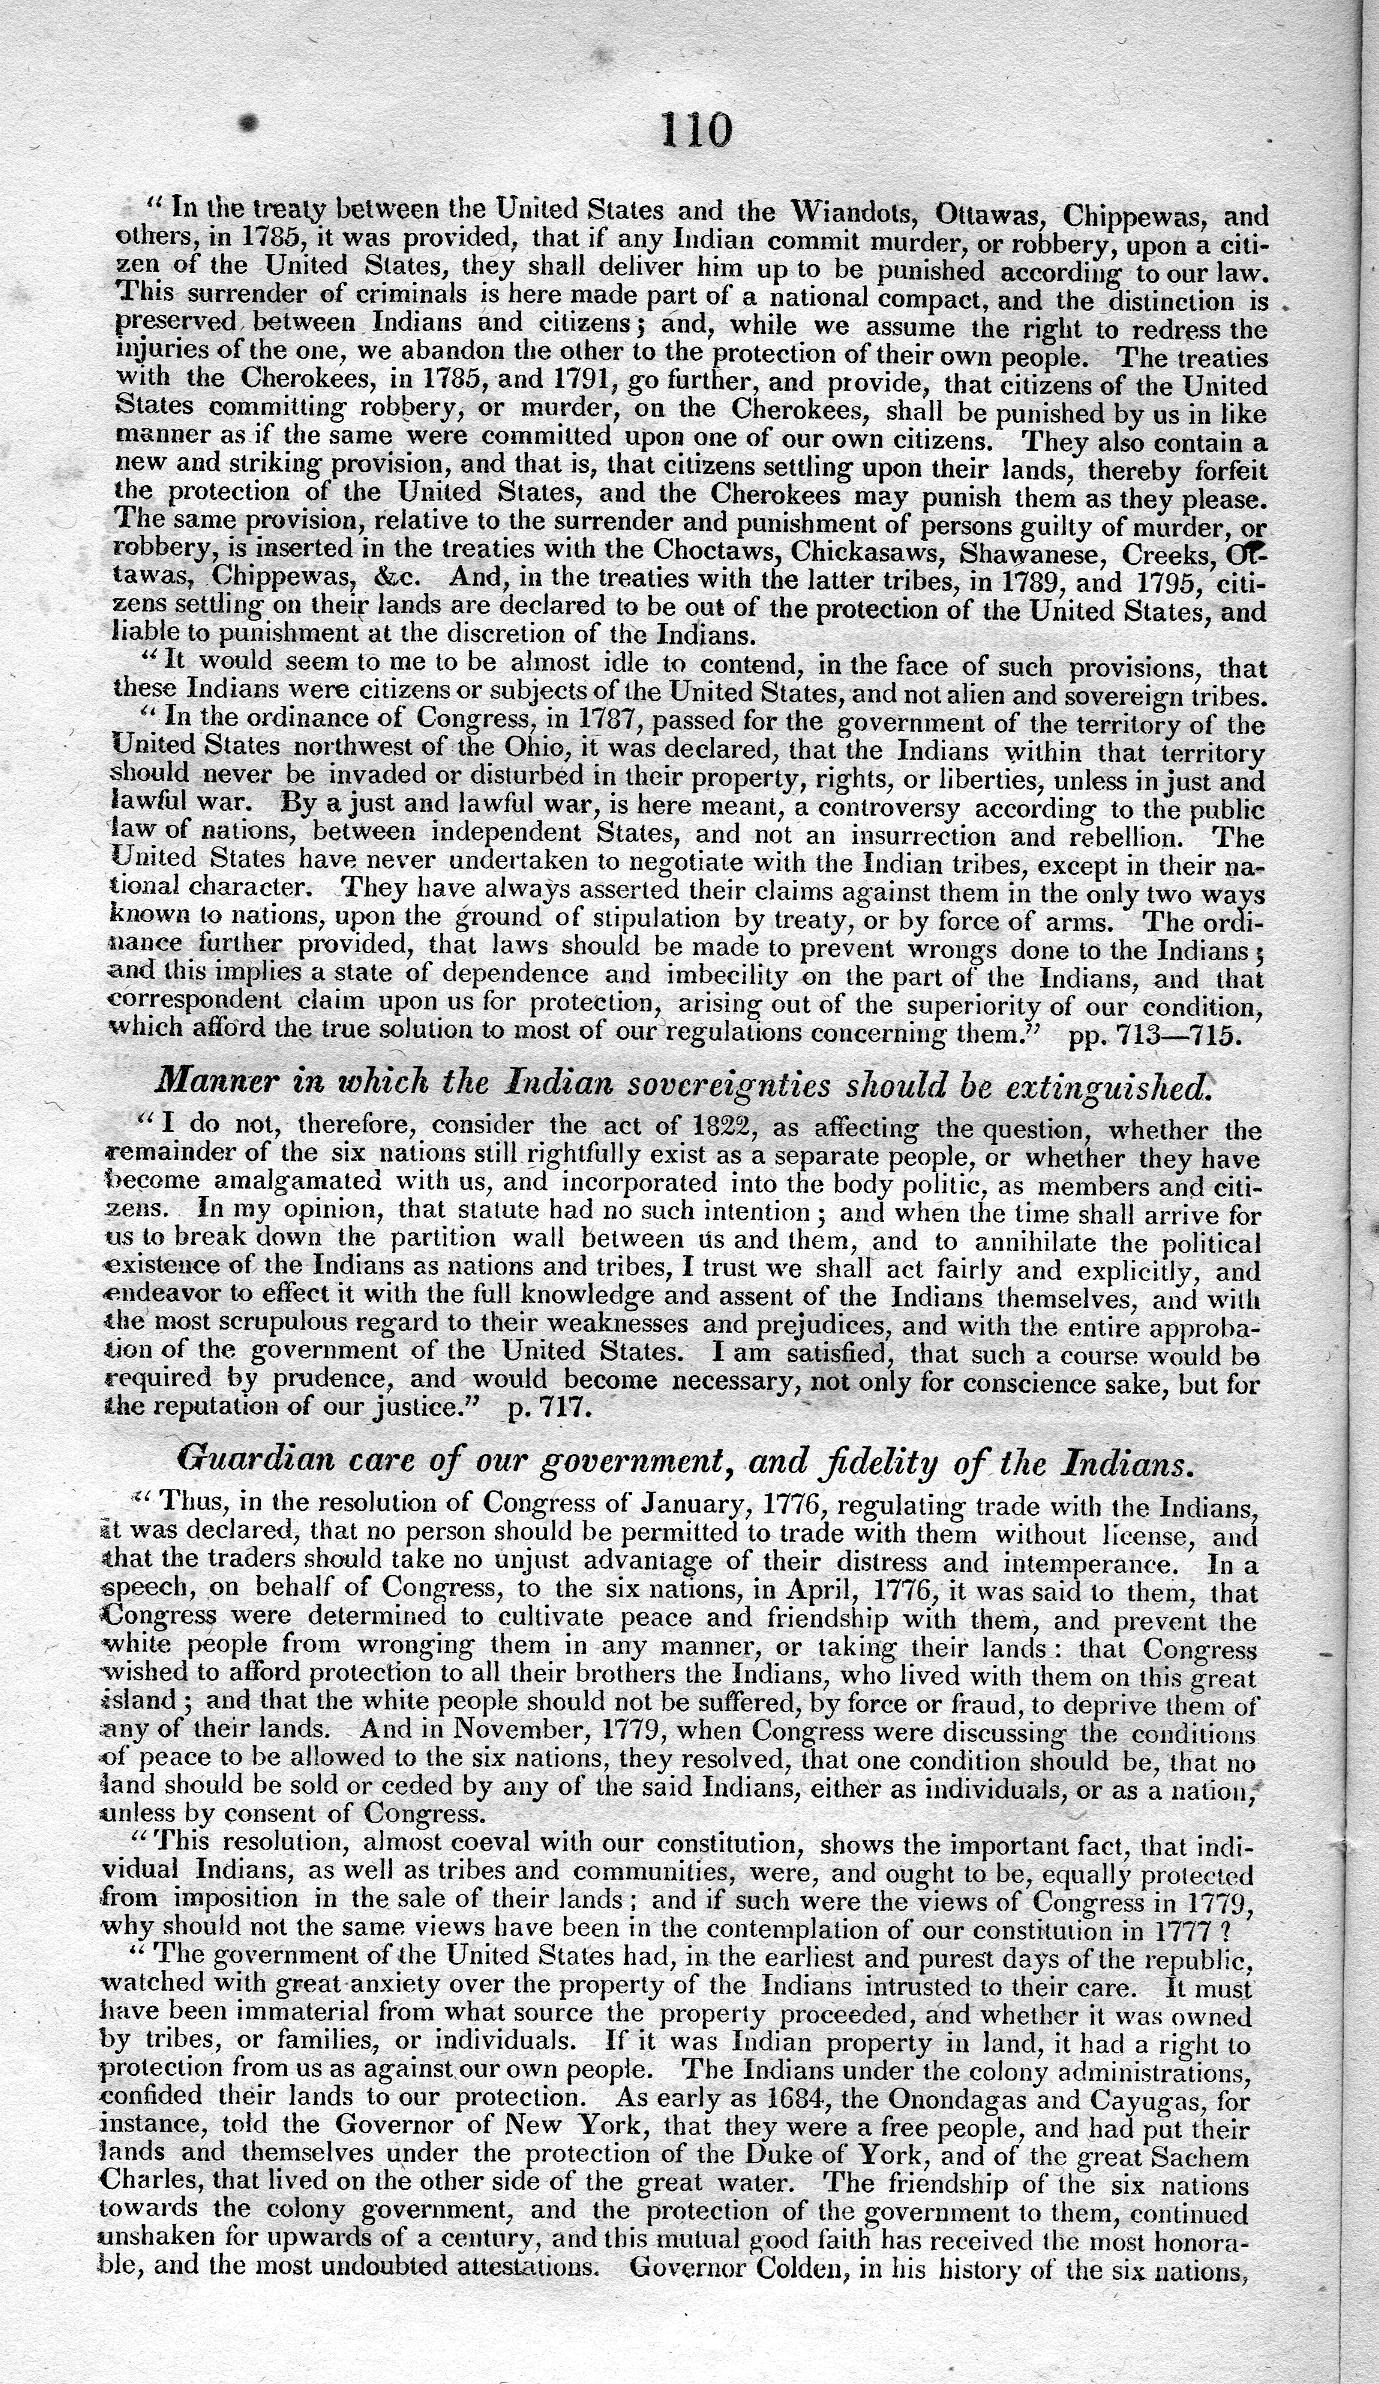 110
“ In the treaty between the United States and the Wiandots, Ottawas, Chippewas, and
others, in 1785, it was provided, that if any Indian commit murder, or robbery, upon a citi-
zen of the United States, they shall deliver him up to be punished according to our law.
This surrender of criminals is here made part of a national compact, and the distinction is
preserved between Indians and citizens; and, while we assume the right to redress the
injuries of the one, we abandon the other to the protection of their own people. The treaties
with the Cherokees, in 1785, and 1791, go further, and provide, that citizens of the United
States committing robbery, or murder, on the Cherokees, shall be punished by us in like
manner as if the same were committed upon one of our own citizens. They also contain a
new and striking provision, and that is, that citizens settling upon their lands, thereby forfeit
the protection of the United States, and the Cherokees may punish them as they please.
The same provision, relative to the surrender and punishment of persons guilty of murder, or
robbery, is inserted in the treaties with the Choctaws, Chickasaws, Shawanese, Creeks, Ot-
tawas, Chippewas, &c. And, in the treaties with the latter tribes, in 1789, and 1795, citi-
zens settling on their lands are declared to be out of the protection of the United States, and
liable to punishment at the discretion of the Indians.
“ It would seem to me to be almost idle to contend, in the face of such provisions, that
these Indians were citizens or subjects of the United States, and not alien and sovereign tribes.
“ In the ordinance of Congress, in 1787, passed for the government of the territory of the
United States northwest of the Ohio, it was declared, that the Indians within that territory
should never be invaded or disturbed in their property, rights, or liberties, unless in just and
lawful war. By a just and lawful war, is here meant, a controversy according to the public
law of nations, between independent States, and not an insurrection and rebellion. The
United States have never undertaken to negotiate with the Indian tribes, except in their na-
tional character. They have always asserted their claims against them in the only two ways
known to nations, upon the ground of stipulation by treaty, or by force of arms. The ordi-
nance further provided, that laws should be made to prevent wrongs done to the Indians;
and this implies a state of dependence and imbecility on the part of the Indians, and that
correspondent claim upon us for protection, arising out of the superiority of our condition,
which afford the true solution to most of our regulations concerning them.” pp. 713—715.
Manner in which the Indian sovereignties should be extinguished.
“ I do not, therefore, consider the act of 1822, as affecting the question, whether the
remainder of the six nations still rightfully exist as a separate people, or whether they have
become amalgamated with us, and incorporated into the body politic, as members and citi-
zens. In my opinion, that statute had no such intention; and when the time shall arrive for
us to break down the partition wall between us and them, and to annihilate the political
existence of the Indians as nations and tribes, I trust we shall act fairly and explicitly, and
endeavor to effect it with the full knowledge and assent of the Indians themselves, and with
the most scrupulous regard to their weaknesses and prejudices, and with the entire approba-
tion of the government of the United States. I am satisfied, that such a course would be
required by prudence, and would become necessary, not only for conscience sake, but for
the reputation of our justice.” p. 717.
Guardian care of our government, and fidelity of the Indians.
“ Thus, in the resolution of Congress of January, 1776, regulating trade with the Indians,
it was declared, that no person should be permitted to trade with them without license, and
that the traders should take no unjust advantage of their distress and intemperance. In a
speech, on behalf of Congress, to the six nations, in April, 1776, it was said to them, that
Congress were determined to cultivate peace and friendship with them, and prevent the
white people from wronging them in any manner, or taking their lands: that Congress
wished to afford protection to all their brothers the Indians, who lived with them on this great
island; and that the white people should not be suffered, by force or fraud, to deprive them of
any of their lands. And in November, 1779, when Congress were discussing the conditions
of peace to be allowed to the six nations, they resolved, that one condition should be, that no
land should be sold or ceded by any of the said Indians, either as individuals, or as a nation,
unless by consent of Congress.
“ This resolution, almost coeval with our constitution, shows the important fact, that indi-
vidual Indians, as well as tribes and communities, were, and ought to be, equally protected
from imposition in the sale of their lands; and if such were the views of Congress in 1779,
why should not the same views have been in the contemplation of our constitution in 1777?
“ The government of the United States had, in the earliest and purest days of the republic,
watched with great anxiety over the property of the Indians intrusted to their care. It must
have been immaterial from what source the property proceeded, and whether it was owned
by tribes, or families, or individuals. If it was Indian property in land, it had a right to
protection from us as against our own people. The Indians under the colony administrations,
confided their lands to our protection. As early as 1684, the Onondagas and Cayugas, for
instance, told the Governor of New York, that they were a free people, and had put their
lands and themselves under the protection of the Duke of York, and of the great Sachem
Charles, that lived on the other side of the great water. The friendship of the six nations
towards the colony government, and the protection of the government to them, continued
unshaken for upwards of a century, and this mutual good faith has received the most honora-
ble, and the most undoubted attestations. Governor Colden, in his history of the six nations,